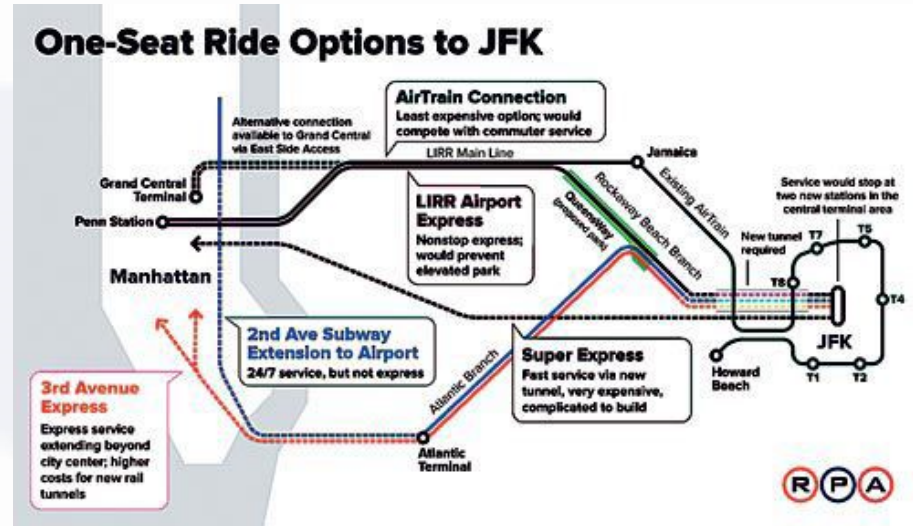 One-Seat Ride Options to JFK
AirTrain Connection
Least expensive option; would
compete with commuter service
Alternative connection
available to Grand Central
via East Side Access
LIRR Main Line
Jamaica
Grand Central
Terminal
Penn Station
LIRR Airport
Express
Nonstop express;
would prevent
elevated park
QueensWay
(proposed park)
Rockaway Beach Branch
Existing AirTrain
Service would stop at
two new stations in the
central terminal area
New tunnel
required
T7
T5
T8
T4
JFK
T1
T2
Howard
Beach
Manhattan
2nd Ave Subway
Extension to Airport
24/7 service, but not express
Super Express
Fast service via new
tunnel, very expensive,
complicated to build
Atlantic Branch
3rd Avenue
Express
Express service
extending beyond
city center; higher
costs for new rail
tunnels
Atlantic
Terminal
RPA